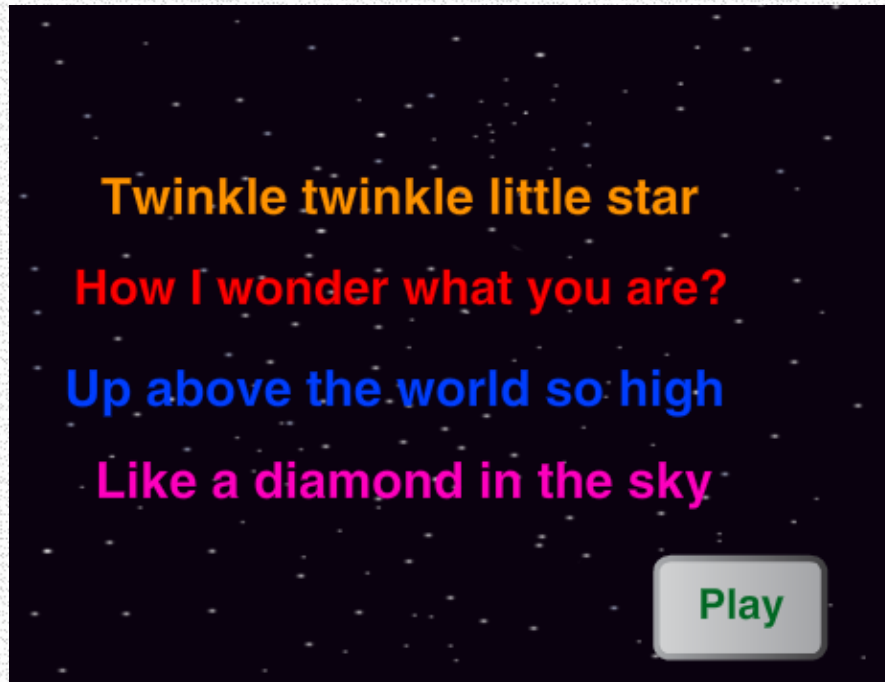 Twinkle twinkle little star
How I wonder what you are?
Up above the world so high
Like a diamond in the sky
Play